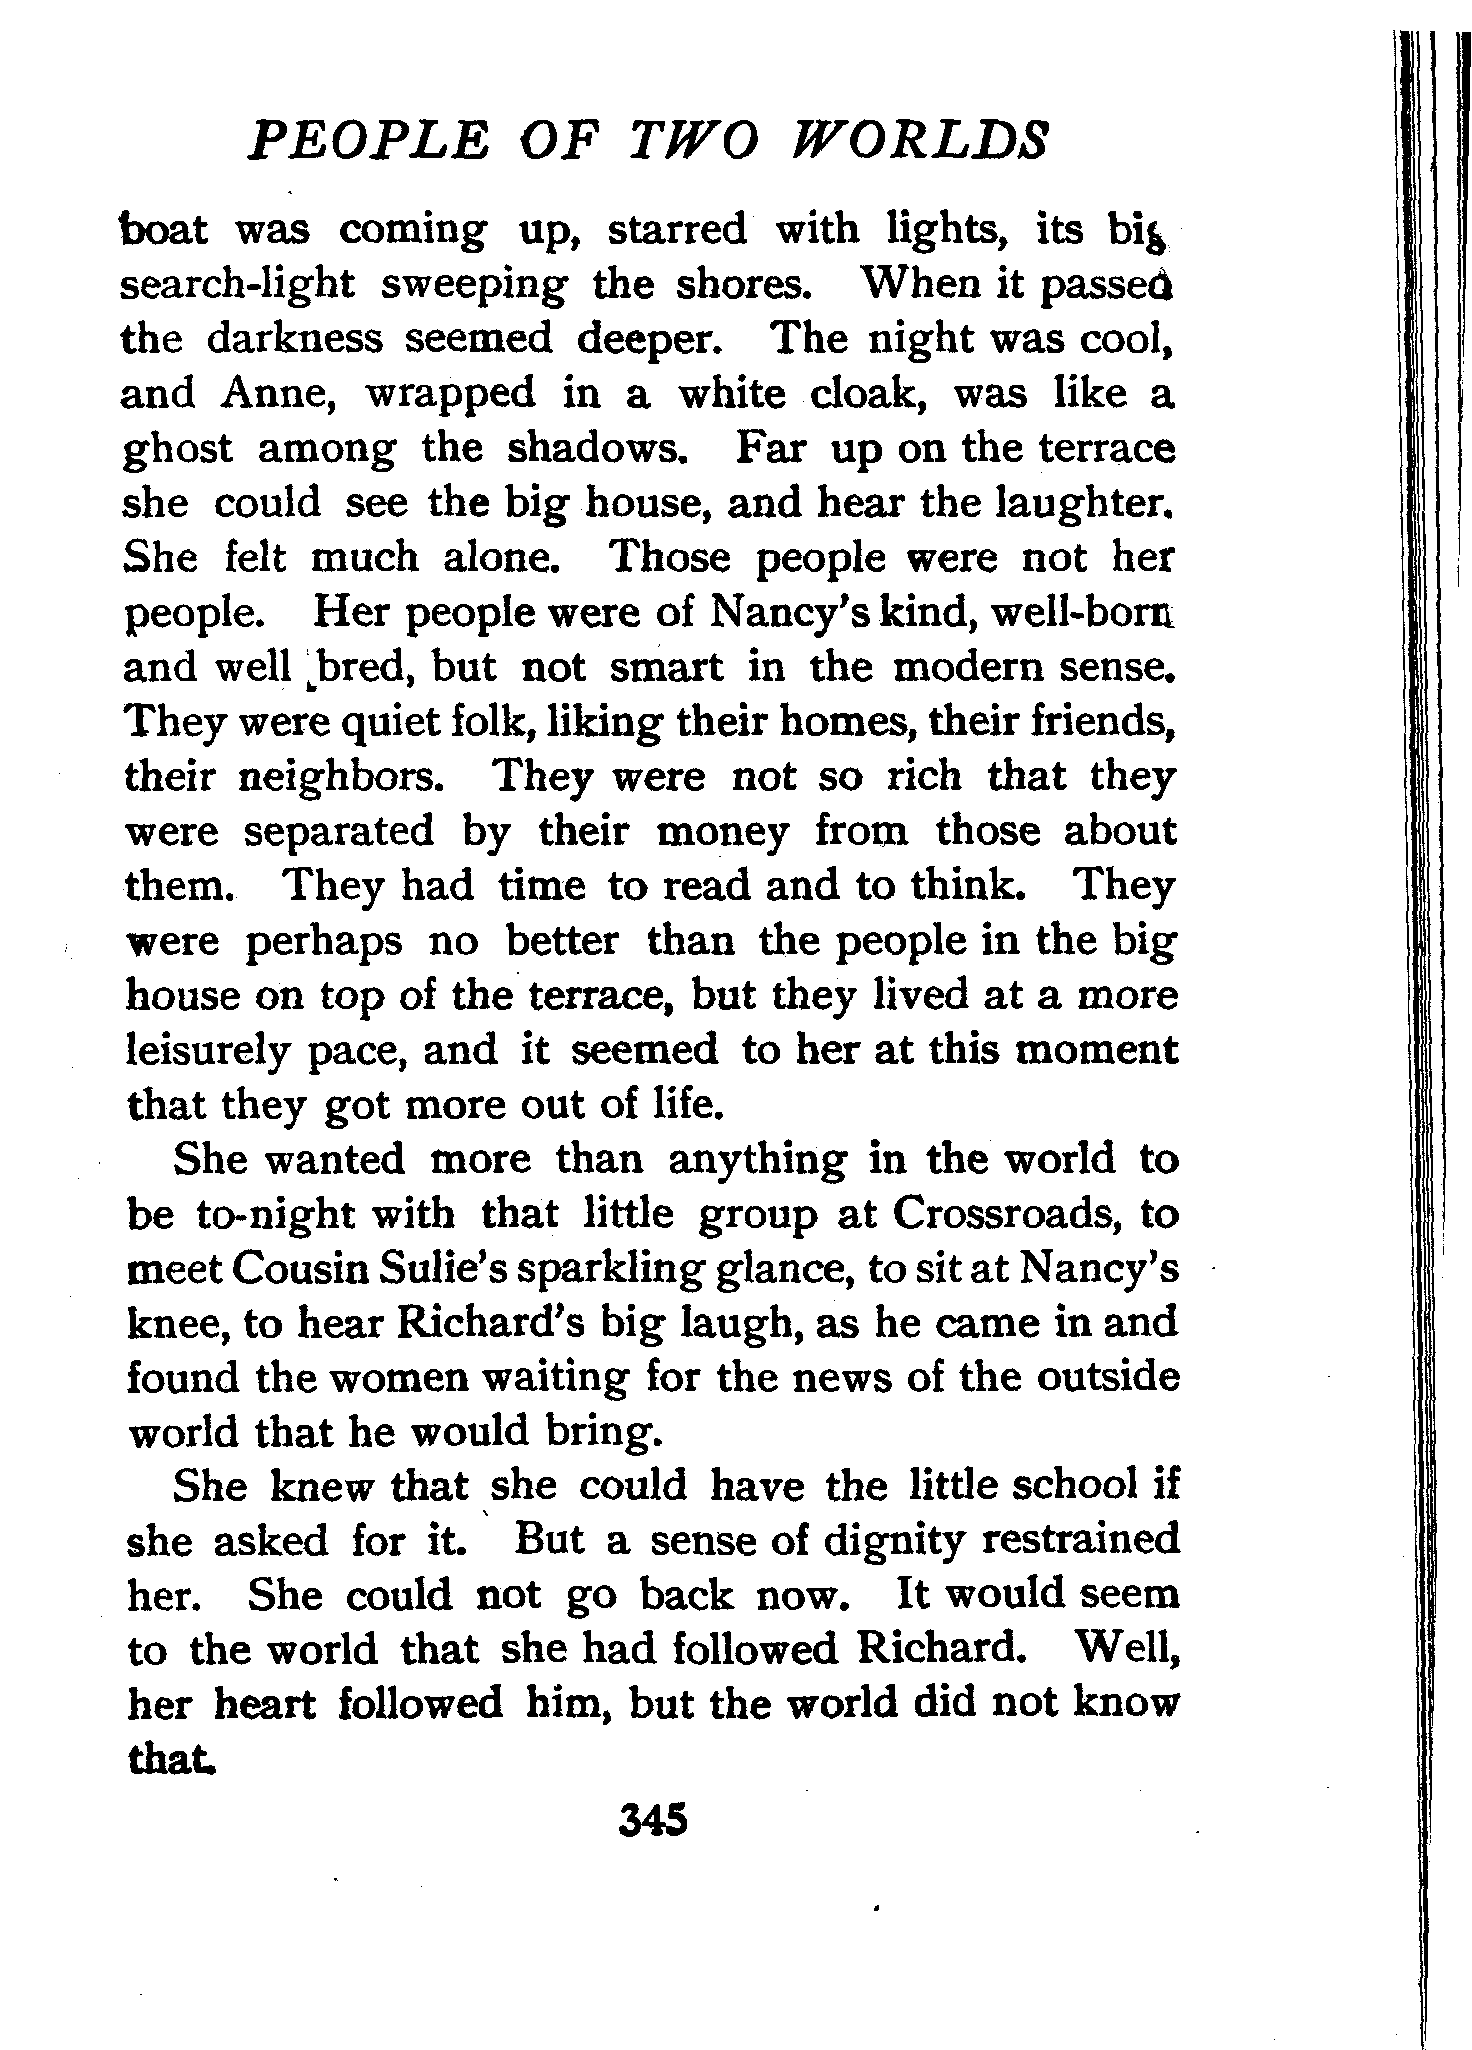 PEOPLE OF TWO WORLDS
boat was coming up, starred with lights, its big
search-light sweeping the shores. When it passed
the darkness seemed deeper. The night was cool,
and Anne, wrapped in a white cloak, was like a
ghost among the shadows. Far up on the terrace
she could see the big house, and hear the laughter.
She felt much alone. Those people were not her
people. Her people were of Nancy's kind, well-born
and well bred, but not smart in the modern sense.
They were quiet folk, liking their homes, their friends,
their neighbors. They were not so rich that they
were separated by their money from those about
them. They had time to read and to think. They
were perhaps no better than the people in the big
house on top of the terrace, but they lived at a more
leisurely pace, and it seemed to her at this moment
that they got more out of life.
She wanted more than anything in the world to
be to-night with that little group at Crossroads, to
meet Cousin Sulie's sparkling glance, to sit at Nancy's
knee, to hear Richard's big laugh, as he came in and
found the women waiting for the news of the outside
world that he would bring.
She knew that she could have the little school if
she asked for it. But a sense of dignity restrained
her. She could not go back now. It would seem
to the world that she had followed Richard. Well,
her heart followed him, but the world did not know
that.
345